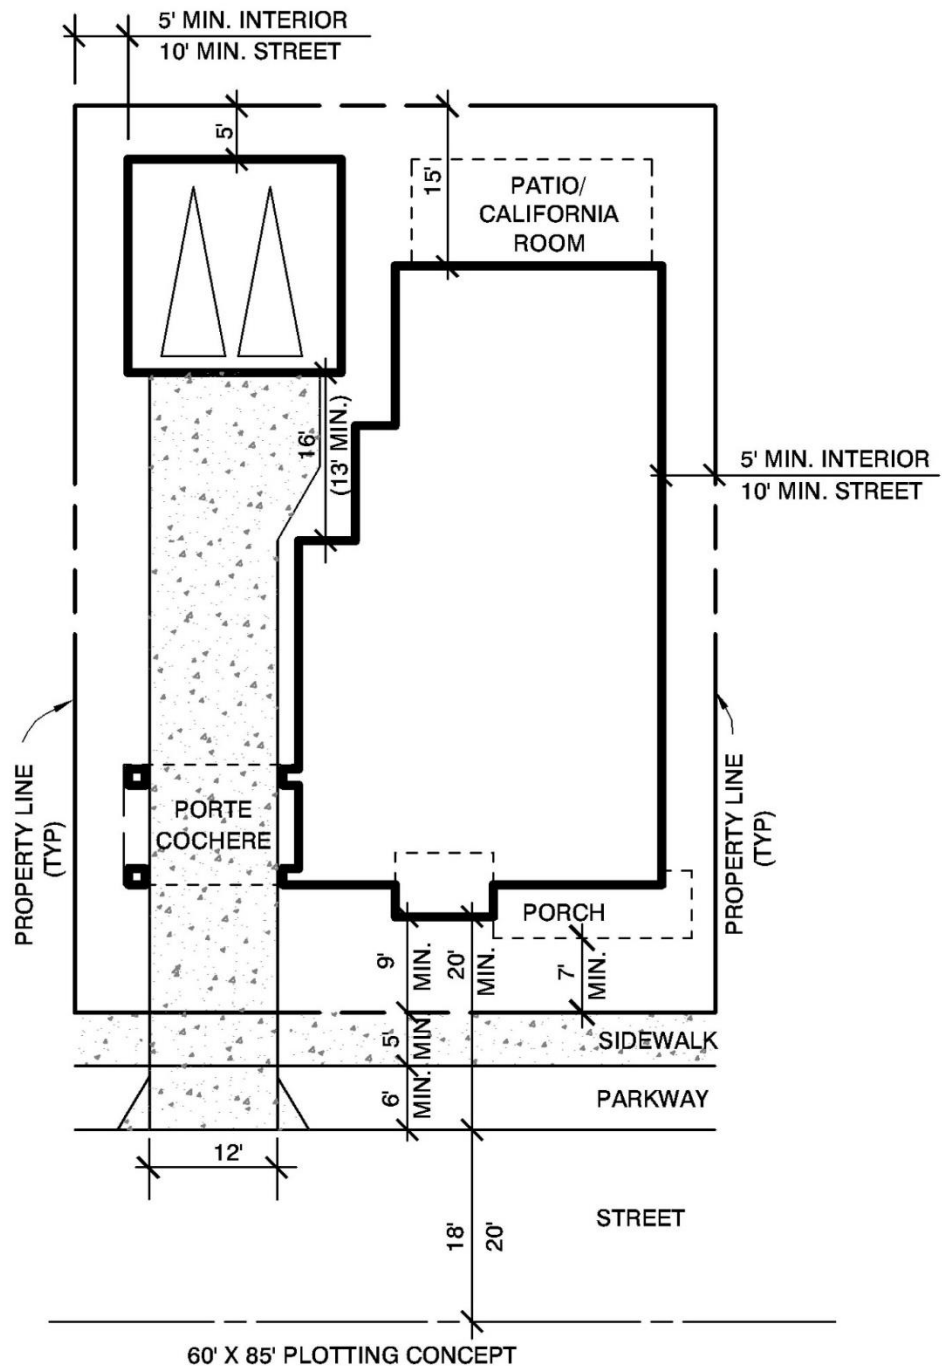 5' MIN. INTERIOR
10' MIN. STREET
5'
15'
PATIO/
CALIFORNIA
ROOM
16'
(13' MIN.)
5' MIN. INTERIOR
10' MIN. STREET
PROPERTY LINE
(TYP)
PORTE
COCHERE
PROPERTY LINE
(TYP)
PORCH
9'
MIN.
20'
MIN.
7'
MIN.
5'
MIN.
SIDEWALK
6'
MIN.
PARKWAY
12'
18'
20'
STREET
60' X 85' PLOTTING CONCEPT